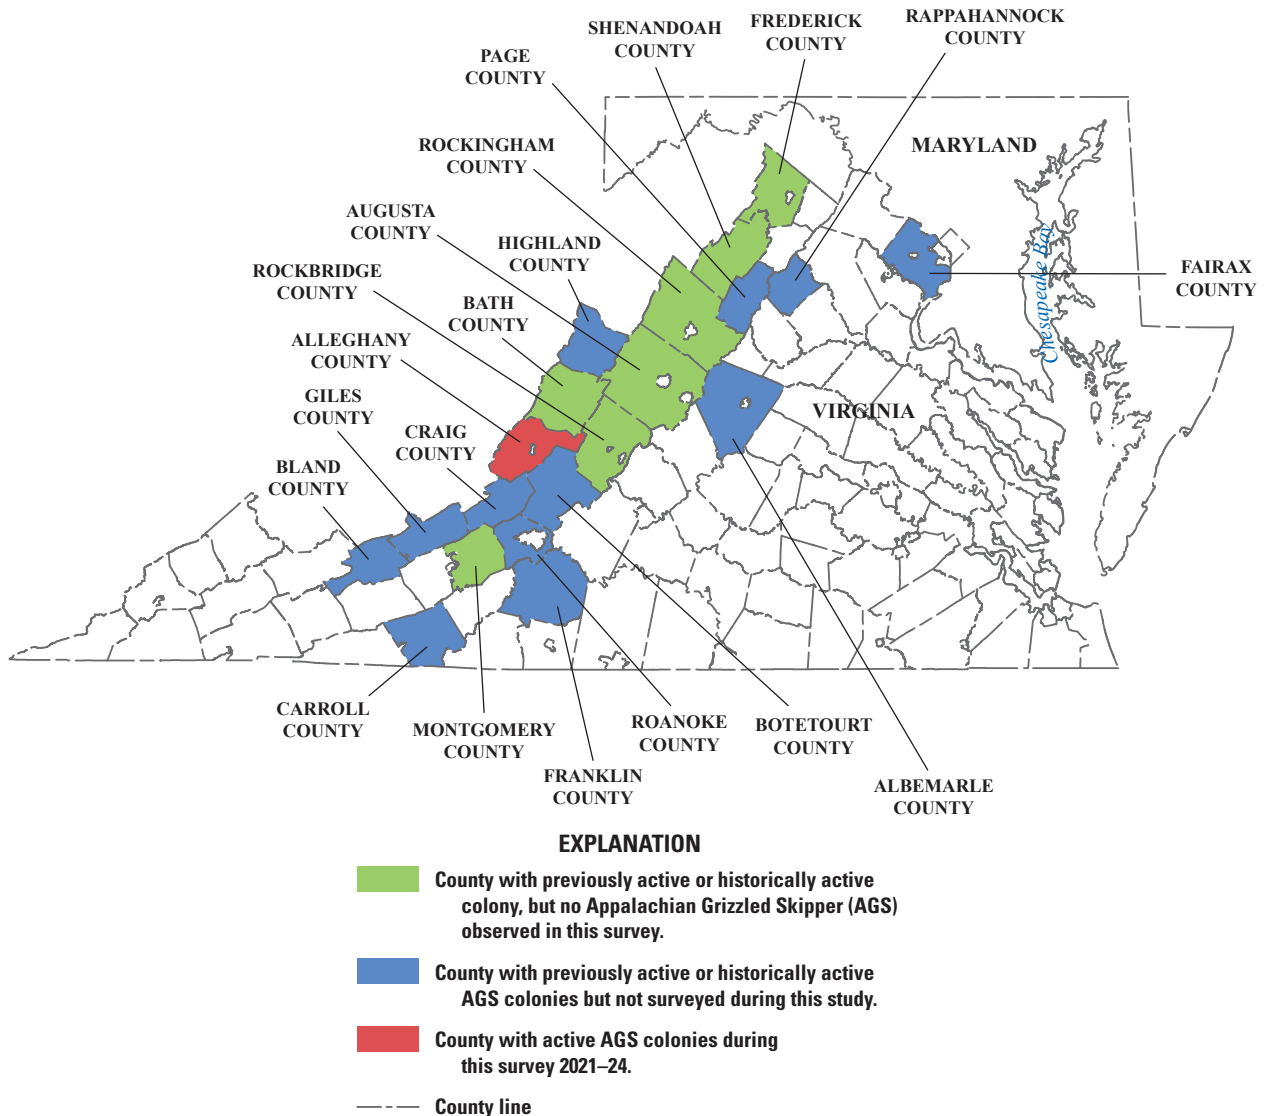 SHENANDOAH
COUNTY
FREDERICK
COUNTY
RAPPAHANNOCK
COUNTY
PAGE
COUNTY
MARYLAND
ROCKINGHAM
COUNTY
AUGUSTA
COUNTY
HIGHLAND
COUNTY
ROCKBRIDGE
COUNTY
BATH
COUNTY
FAIRAX
COUNTY
Chesapeake Bay
ALLEGHANY
COUNTY
GILES
COUNTY
VIRGINIA
CRAIG
COUNTY
BLAND
COUNTY
CARROLL
COUNTY
MONTGOMERY
COUNTY
ROANOKE
COUNTY
BOTETOURT
COUNTY
FRANKLIN
COUNTY
ALBEMARLE
COUNTY
EXPLANATION
County with previously active or historically active
colony, but no Appalachian Grizzled Skipper (AGS)
observed in this survey.
County with previously active or historically active
AGS colonies but not surveyed during this study.
County with active AGS colonies during
this survey 2021–24.
County line